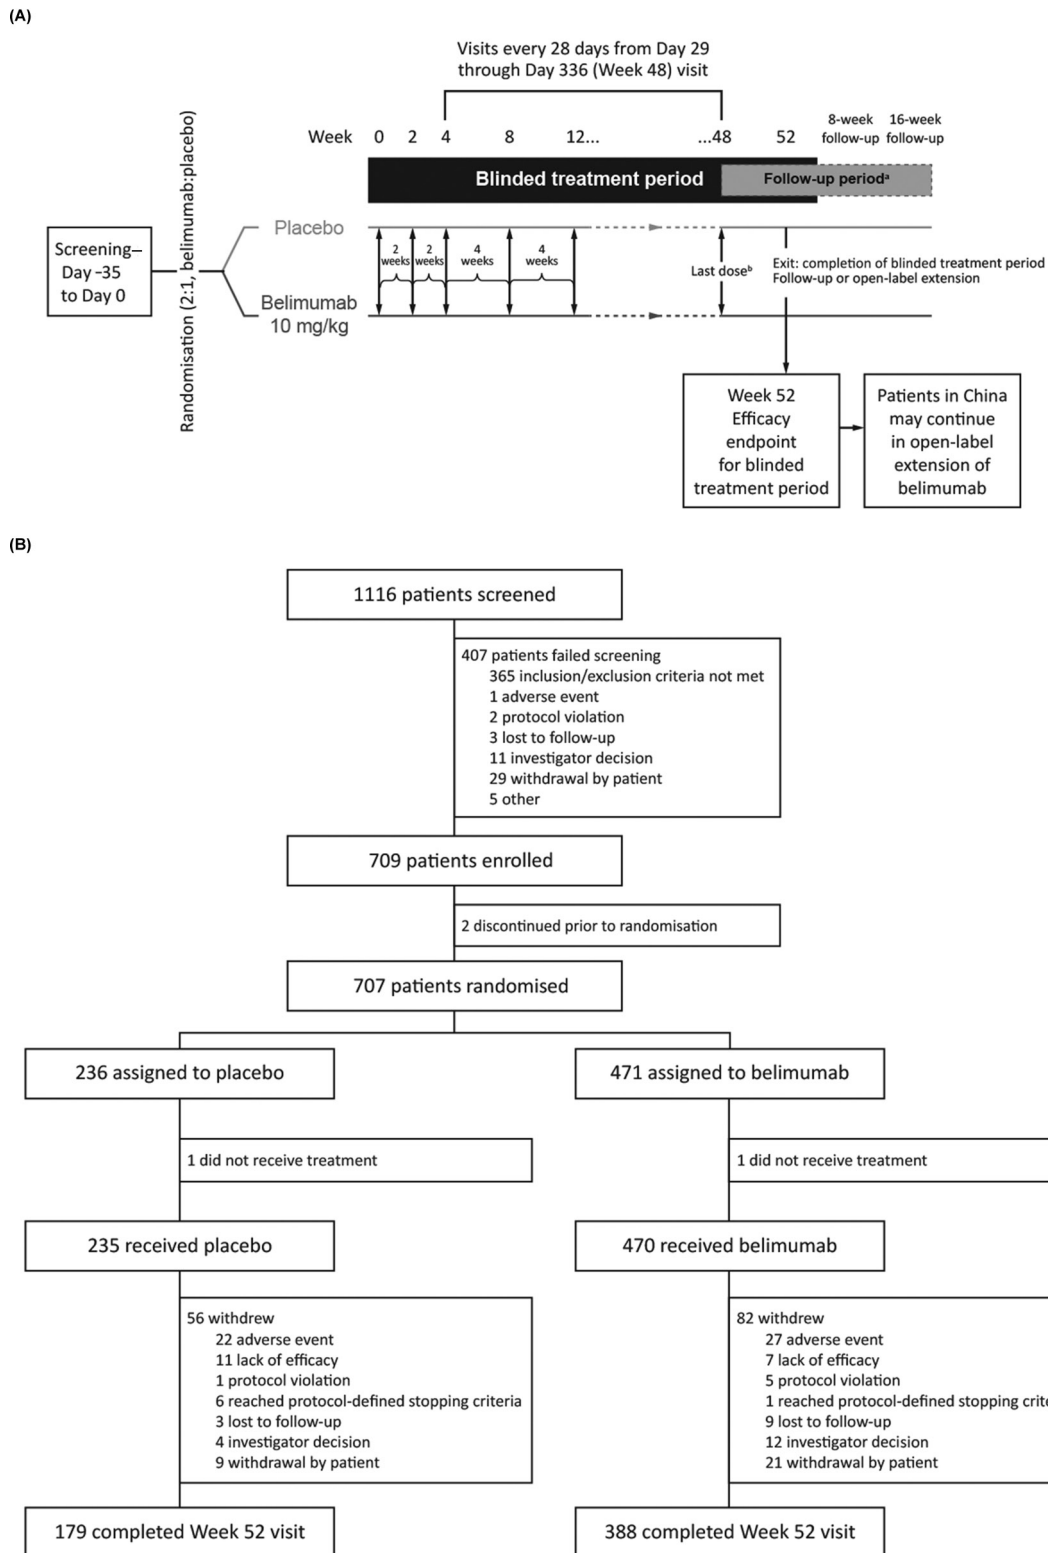 (A)
Visits every 28 days from Day 29
through Day 336 (Week 48) visit
Week 0 2 4 8 12... ...48 52
8-week
follow-up
16-week
follow-up
Blinded treatment period
Follow-up periodᵃ
Screening–
Day –35
to Day 0
Randomisation (2:1, belimumab:placebo)
Placebo
Belimumab
10 mg/kg
2
weeks
2
weeks
4
weeks
4
weeks
Last doseᵇ
Exit: completion of blinded treatment period
Follow-up or open-label extension
Week 52
Efficacy
endpoint
for blinded
treatment period
Patients in China
may continue
in open-label
extension of
belimumab
(B)
1116 patients screened
407 patients failed screening
365 inclusion/exclusion criteria not met
1 adverse event
2 protocol violation
3 lost to follow-up
11 investigator decision
29 withdrawal by patient
5 other
709 patients enrolled
2 discontinued prior to randomisation
707 patients randomised
236 assigned to placebo
471 assigned to belimumab
1 did not receive treatment
1 did not receive treatment
235 received placebo
470 received belimumab
56 withdrew
22 adverse event
11 lack of efficacy
1 protocol violation
6 reached protocol-defined stopping criteria
3 lost to follow-up
4 investigator decision
9 withdrawal by patient
82 withdrew
27 adverse event
7 lack of efficacy
5 protocol violation
1 reached protocol-defined stopping
9 lost to follow-up
12 investigator decision
21 withdrawal by patient
179 completed Week 52 visit
388 completed Week 52 visit